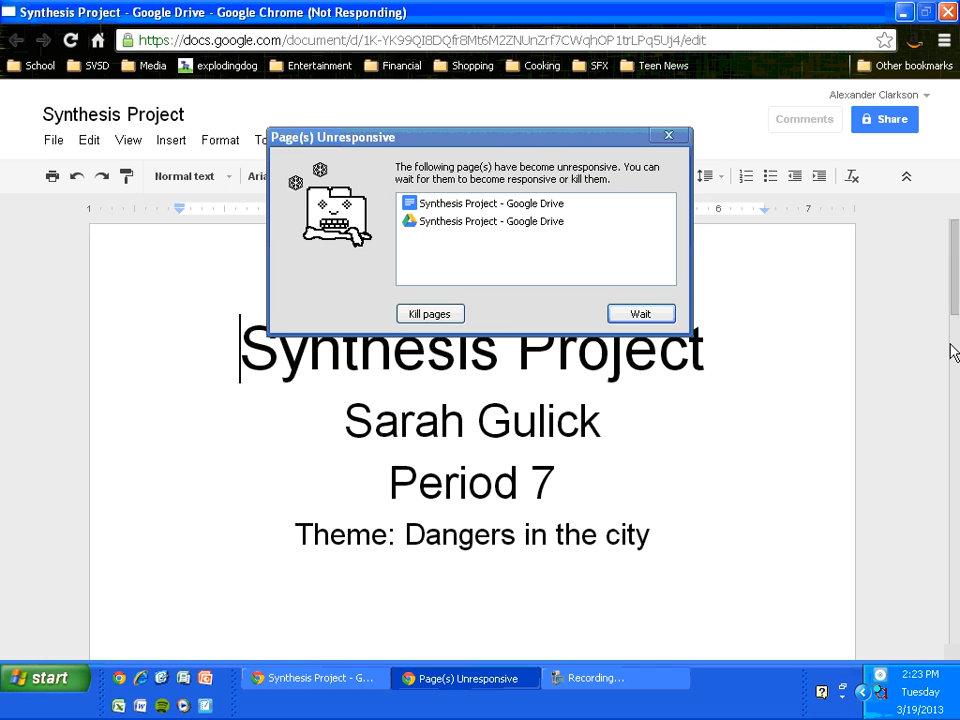 Synthesis Project - Google Drive - Google Chrome (Not Responding)
https://docs.google.com/document/d/1K-YK99QI8DQfr8Mt6M2ZNUnZrf7CWqhOP1trLPq5Uj4/edit
School SVSD Media explodingdog Entertainment Financial Shopping Cooking SFX Teen News Other bookmarks
Alexander Clarkson
Synthesis Project
Comments Share
File Edit View Insert Format
Page(s) Unresponsive
The following page(s) have become unresponsive. You can
wait for them to become responsive or kill them.
Synthesis Project - Google Drive
Synthesis Project - Google Drive
Kill pages Wait
Normal text
1 6 7
Synthesis Project
Sarah Gulick
Period 7
Theme: Dangers in the city
start
Synthesis Project - G...
Page(s) Unresponsive
Recording...
2:23 PM
Tuesday
3/19/2013